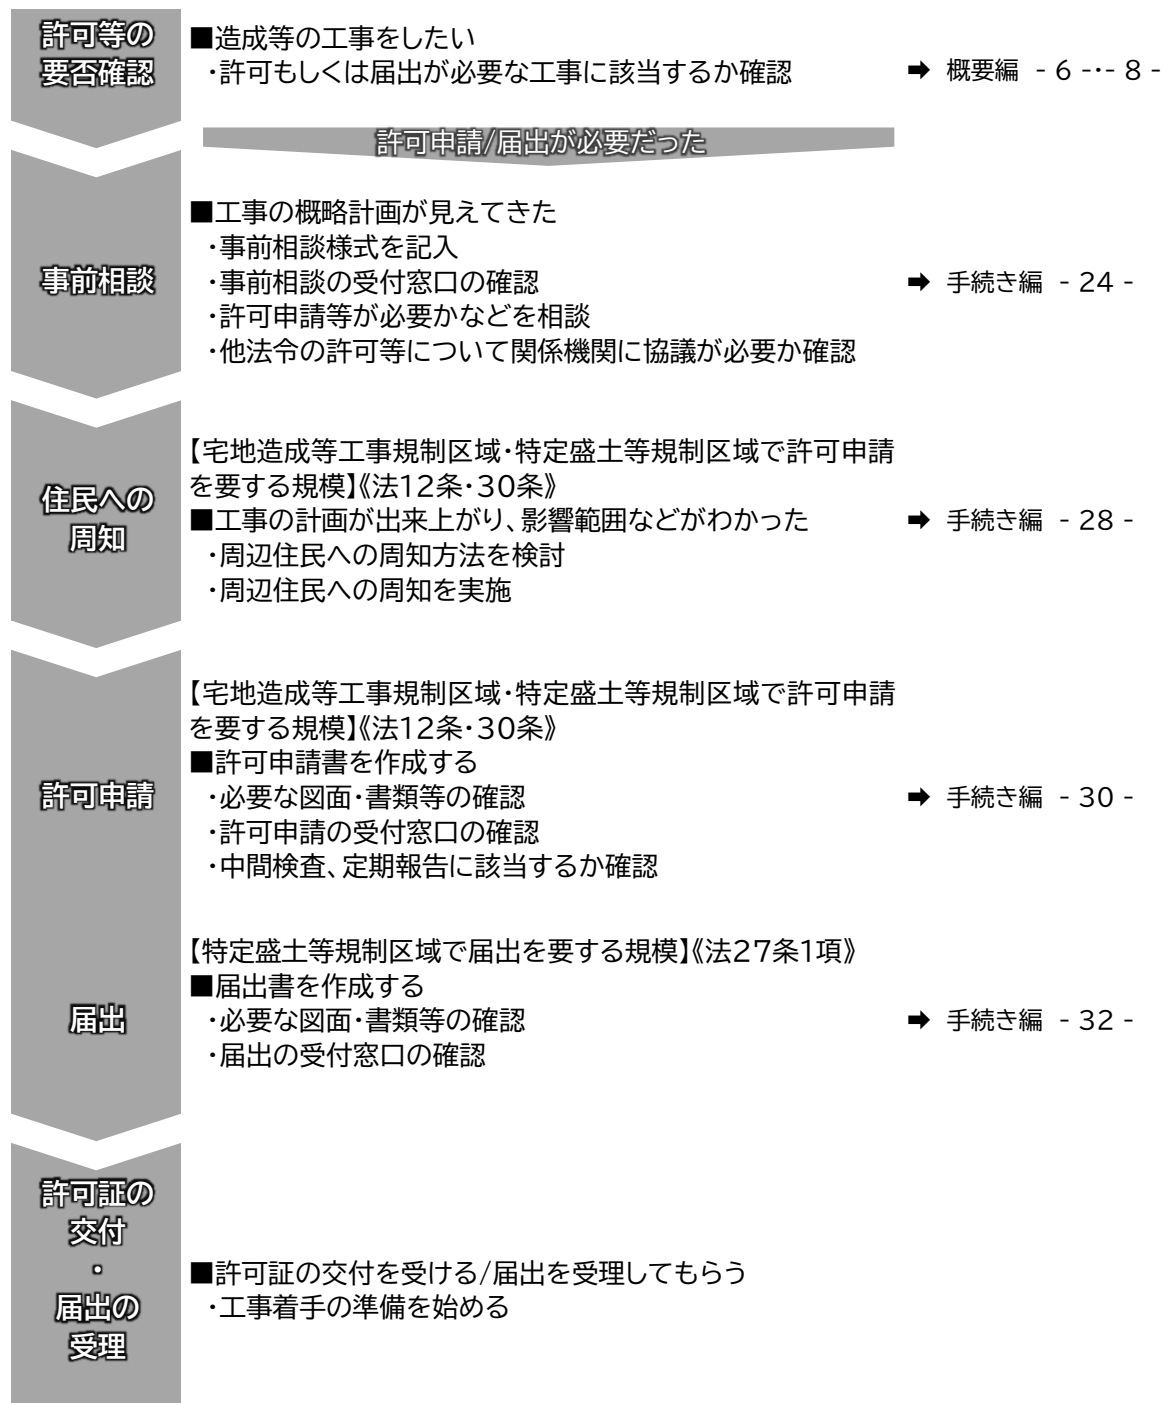 許可等の
要否確認
■造成等の工事をしたい
・許可もしくは届出が必要な工事に該当するか確認
➡ 概要編 - 6 -・- 8 -
許可申請/届出が必要だった
事前相談
■工事の概略計画が見えてきた
・事前相談様式を記入
・事前相談の受付窓口の確認
・許可申請等が必要かなどを相談
・他法令の許可等について関係機関に協議が必要か確認
➡ 手続き編 - 24 -
住民への
周知
【宅地造成等工事規制区域・特定盛土等規制区域で許可申請
を要する規模】《法12条・30条》
■工事の計画が出来上がり、影響範囲などがわかった
・周辺住民への周知方法を検討
・周辺住民への周知を実施
➡ 手続き編 - 28 -
許可申請
【宅地造成等工事規制区域・特定盛土等規制区域で許可申請
を要する規模】《法12条・30条》
■許可申請書を作成する
・必要な図面・書類等の確認
・許可申請の受付窓口の確認
・中間検査、定期報告に該当するか確認
➡ 手続き編 - 30 -
届出
【特定盛土等規制区域で届出を要する規模】《法27条1項》
■届出書を作成する
・必要な図面・書類等の確認
・届出の受付窓口の確認
➡ 手続き編 - 32 -
許可証の
交付
・
届出の
受理
■許可証の交付を受ける/届出を受理してもらう
・工事着手の準備を始める